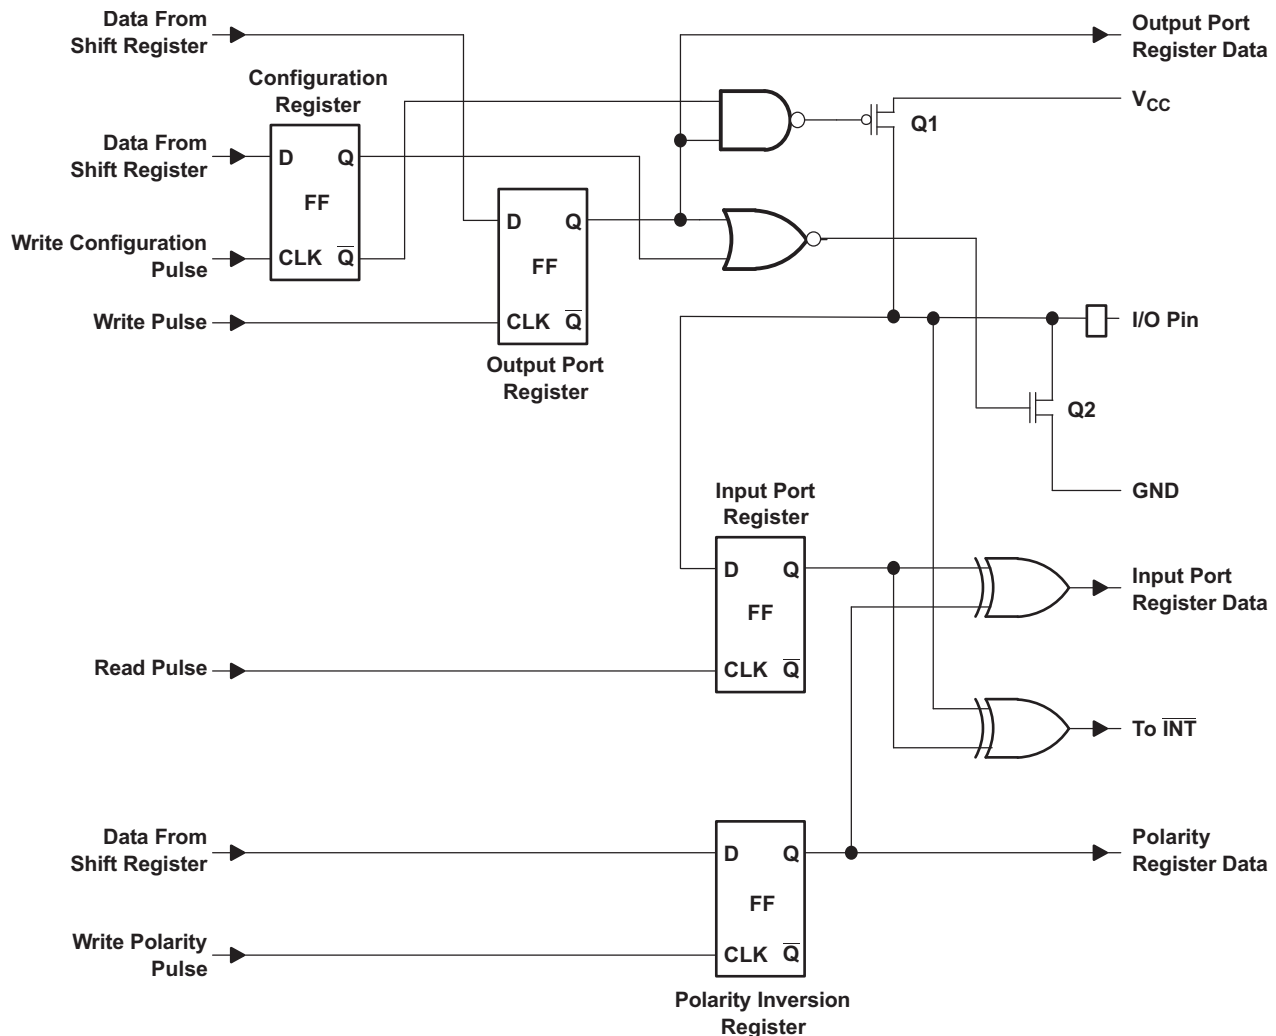 Data From
Shift Register
Output Port
Register Data
Configuration
Register
V_CC
Q1
Data From
Shift Register
D Q
FF
CLK Q̅
Write Configuration
Pulse
D Q
FF
CLK Q̅
Write Pulse
Output Port
Register
I/O Pin
Q2
GND
Input Port
Register
D Q
FF
CLK Q̅
Input Port
Register Data
Read Pulse
To I̅N̅T̅
Data From
Shift Register
D Q
FF
CLK Q̅
Polarity
Register Data
Write Polarity
Pulse
Polarity Inversion
Register